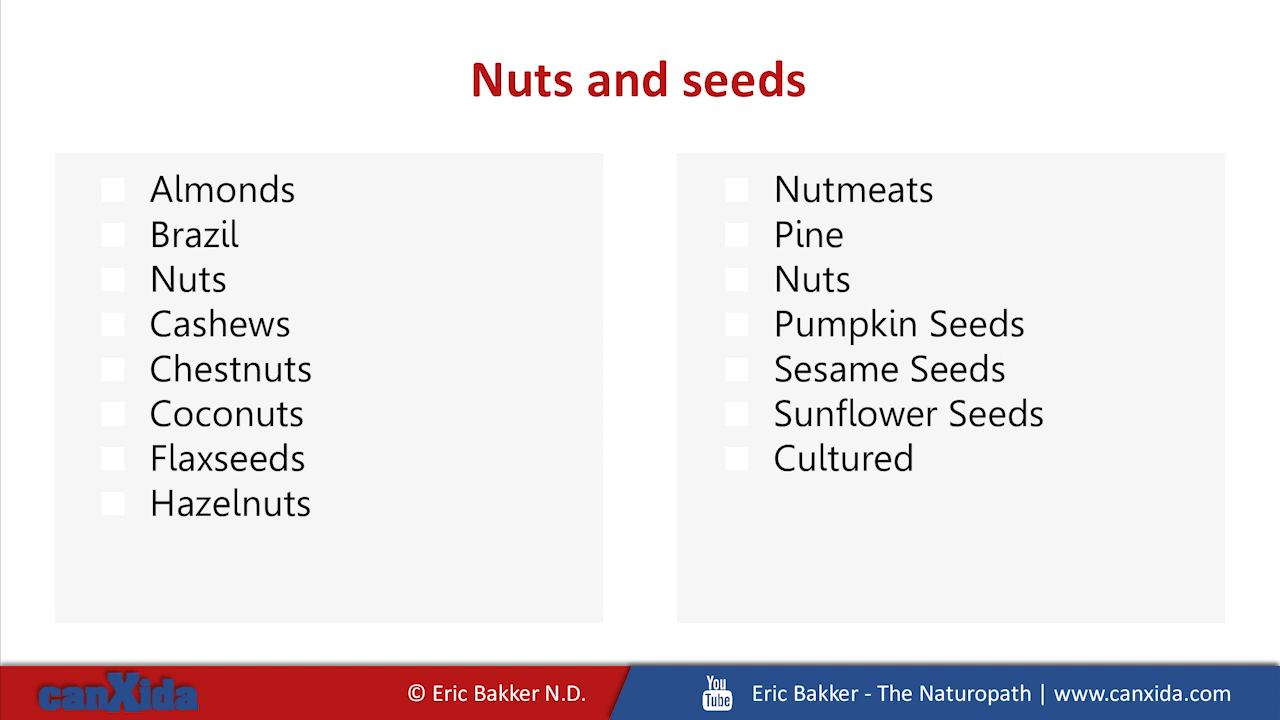 Nuts and seeds
Almonds
Brazil
Nuts
Cashews
Chestnuts
Coconuts
Flaxseeds
Hazelnuts
Nutmeats
Pine
Nuts
Pumpkin Seeds
Sesame Seeds
Sunflower Seeds
Cultured
canXida
© Eric Bakker N.D.
You
Tube
Eric Bakker - The Naturopath | www.canxida.com